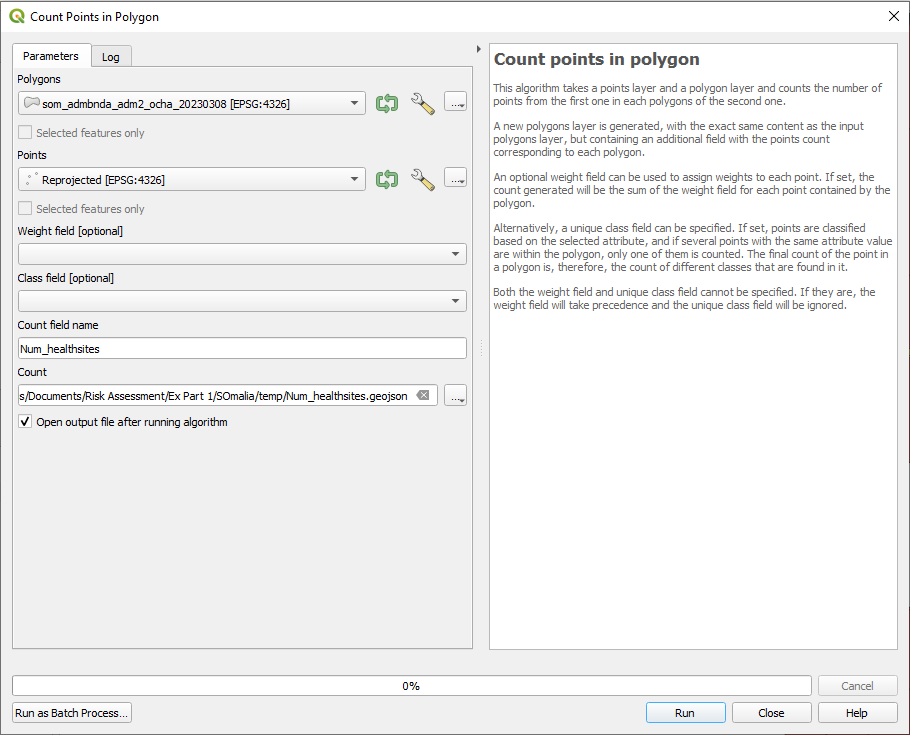 Count Points in Polygon
Parameters
Log
Polygons
som_admbnda_adm2_ocha_20230308 [EPSG:4326]
...
Selected features only
Points
Reprojected [EPSG:4326]
...
Selected features only
Weight field [optional]
Class field [optional]
Count field name
Num_healthsites
Count
s/Documents/Risk Assessment/Ex Part 1/SOmalia/temp/Num_healthsites.geojson
...
Open output file after running algorithm
Count points in polygon
This algorithm takes a points layer and a polygon layer and counts the number of
points from the first one in each polygons of the second one.
A new polygons layer is generated, with the exact same content as the input
polygons layer, but containing an additional field with the points count
corresponding to each polygon.
An optional weight field can be used to assign weights to each point. If set, the
count generated will be the sum of the weight field for each point contained by the
polygon.
Alternatively, a unique class field can be specified. If set, points are classified
based on the selected attribute, and if several points with the same attribute value
are within the polygon, only one of them is counted. The final count of the point in
a polygon is, therefore, the count of different classes that are found in it.
Both the weight field and unique class field cannot be specified. If they are, the
weight field will take precedence and the unique class field will be ignored.
0%
Cancel
Run as Batch Process...
Run
Close
Help